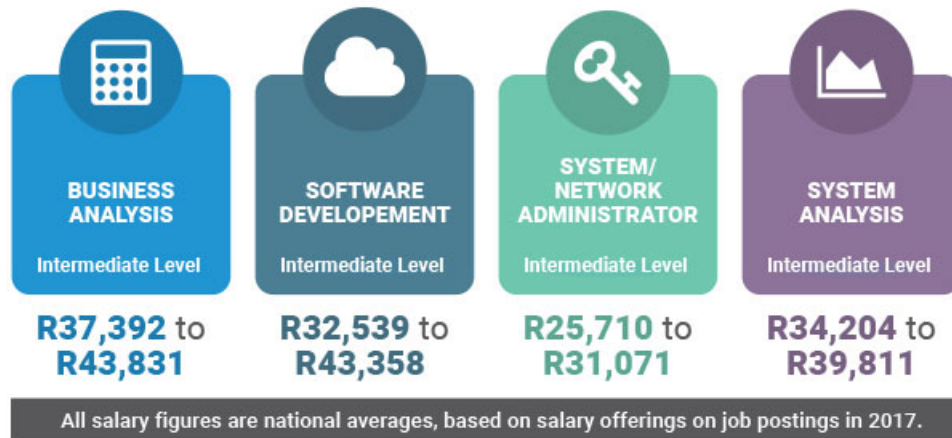 BUSINESS
ANALYSIS
Intermediate Level
R37,392 to
R43,831
SOFTWARE
DEVELOPEMENT
Intermediate Level
R32,539 to
R43,358
SYSTEM/
NETWORK
ADMINISTRATOR
Intermediate Level
R25,710 to
R31,071
SYSTEM
ANALYSIS
Intermediate Level
R34,204 to
R39,811
All salary figures are national averages, based on salary offerings on job postings in 2017.